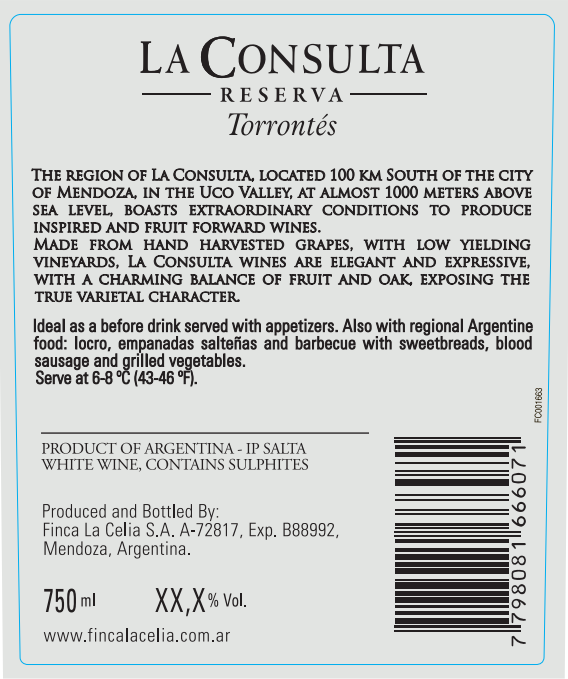 LA CONSULTA
RESERVA
Torrontés
THE REGION OF LA CONSULTA, LOCATED 100 KM SOUTH OF THE CITY
OF MENDOZA, IN THE UCO VALLEY, AT ALMOST 1000 METERS ABOVE
SEA LEVEL, BOASTS EXTRAORDINARY CONDITIONS TO PRODUCE
INSPIRED AND FRUIT FORWARD WINES.
MADE FROM HAND HARVESTED GRAPES, WITH LOW YIELDING
VINEYARDS, LA CONSULTA WINES ARE ELEGANT AND EXPRESSIVE,
WITH A CHARMING BALANCE OF FRUIT AND OAK, EXPOSING THE
TRUE VARIETAL CHARACTER.
Ideal as a before drink served with appetizers. Also with regional Argentine
food: locro, empanadas salteñas and barbecue with sweetbreads, blood
sausage and grilled vegetables.
Serve at 6-8 ºC (43-46 ºF).
FC001663
PRODUCT OF ARGENTINA - IP SALTA
WHITE WINE, CONTAINS SULPHITES
Produced and Bottled By:
Finca La Celia S.A. A-72817, Exp. B88992,
Mendoza, Argentina.
750 ml XX,X% Vol.
www.fincalacelia.com.ar
7 798081 666071